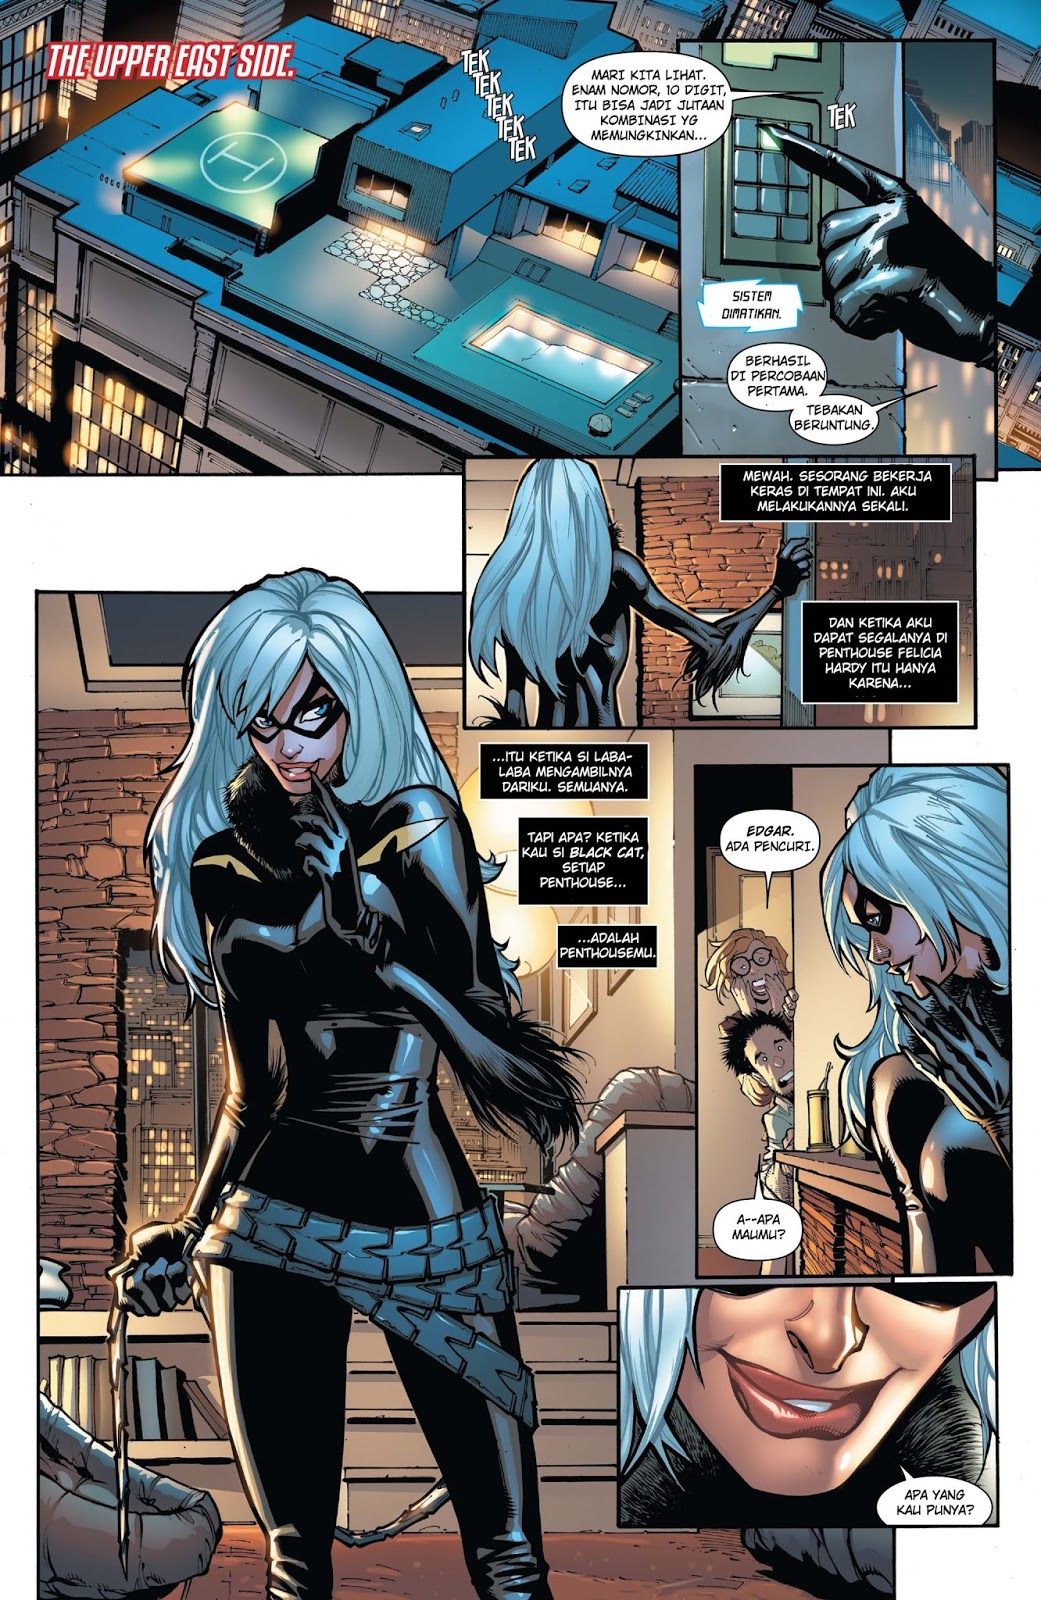 THE UPPER EAST SIDE.
TEK
TEK
TEK
TEK
TEK
MARI KITA LIHAT.
ENAM NOMOR, 10 DIGIT,
ITU BISA JADI JUTAAN
KOMBINASI YG
MEMUNGKINKAN...
TEK
SISTEM
DIMATIKAN.
BERHASIL
DI PERCOBAAN
PERTAMA.
TEBAKAN
BERUNTUNG.
MEWAH. SESORANG BEKERJA
KERAS DI TEMPAT INI. AKU
MELAKUKANNYA SEKALI.
DAN KETIKA AKU
DAPAT SEGALANYA DI
PENTHOUSE FELICIA
HARDY ITU HANYA
KARENA...
...ITU KETIKA SI LABA-
LABA MENGAMBILNYA
DARIKU. SEMUANYA.
TAPI APA? KETIKA
KAU SI BLACK CAT,
SETIAP
PENTHOUSE...
...ADALAH
PENTHOUSEMU.
EDGAR.
ADA PENCURI.
A--APA
MAUMU?
APA YANG
KAU PUNYA?
H